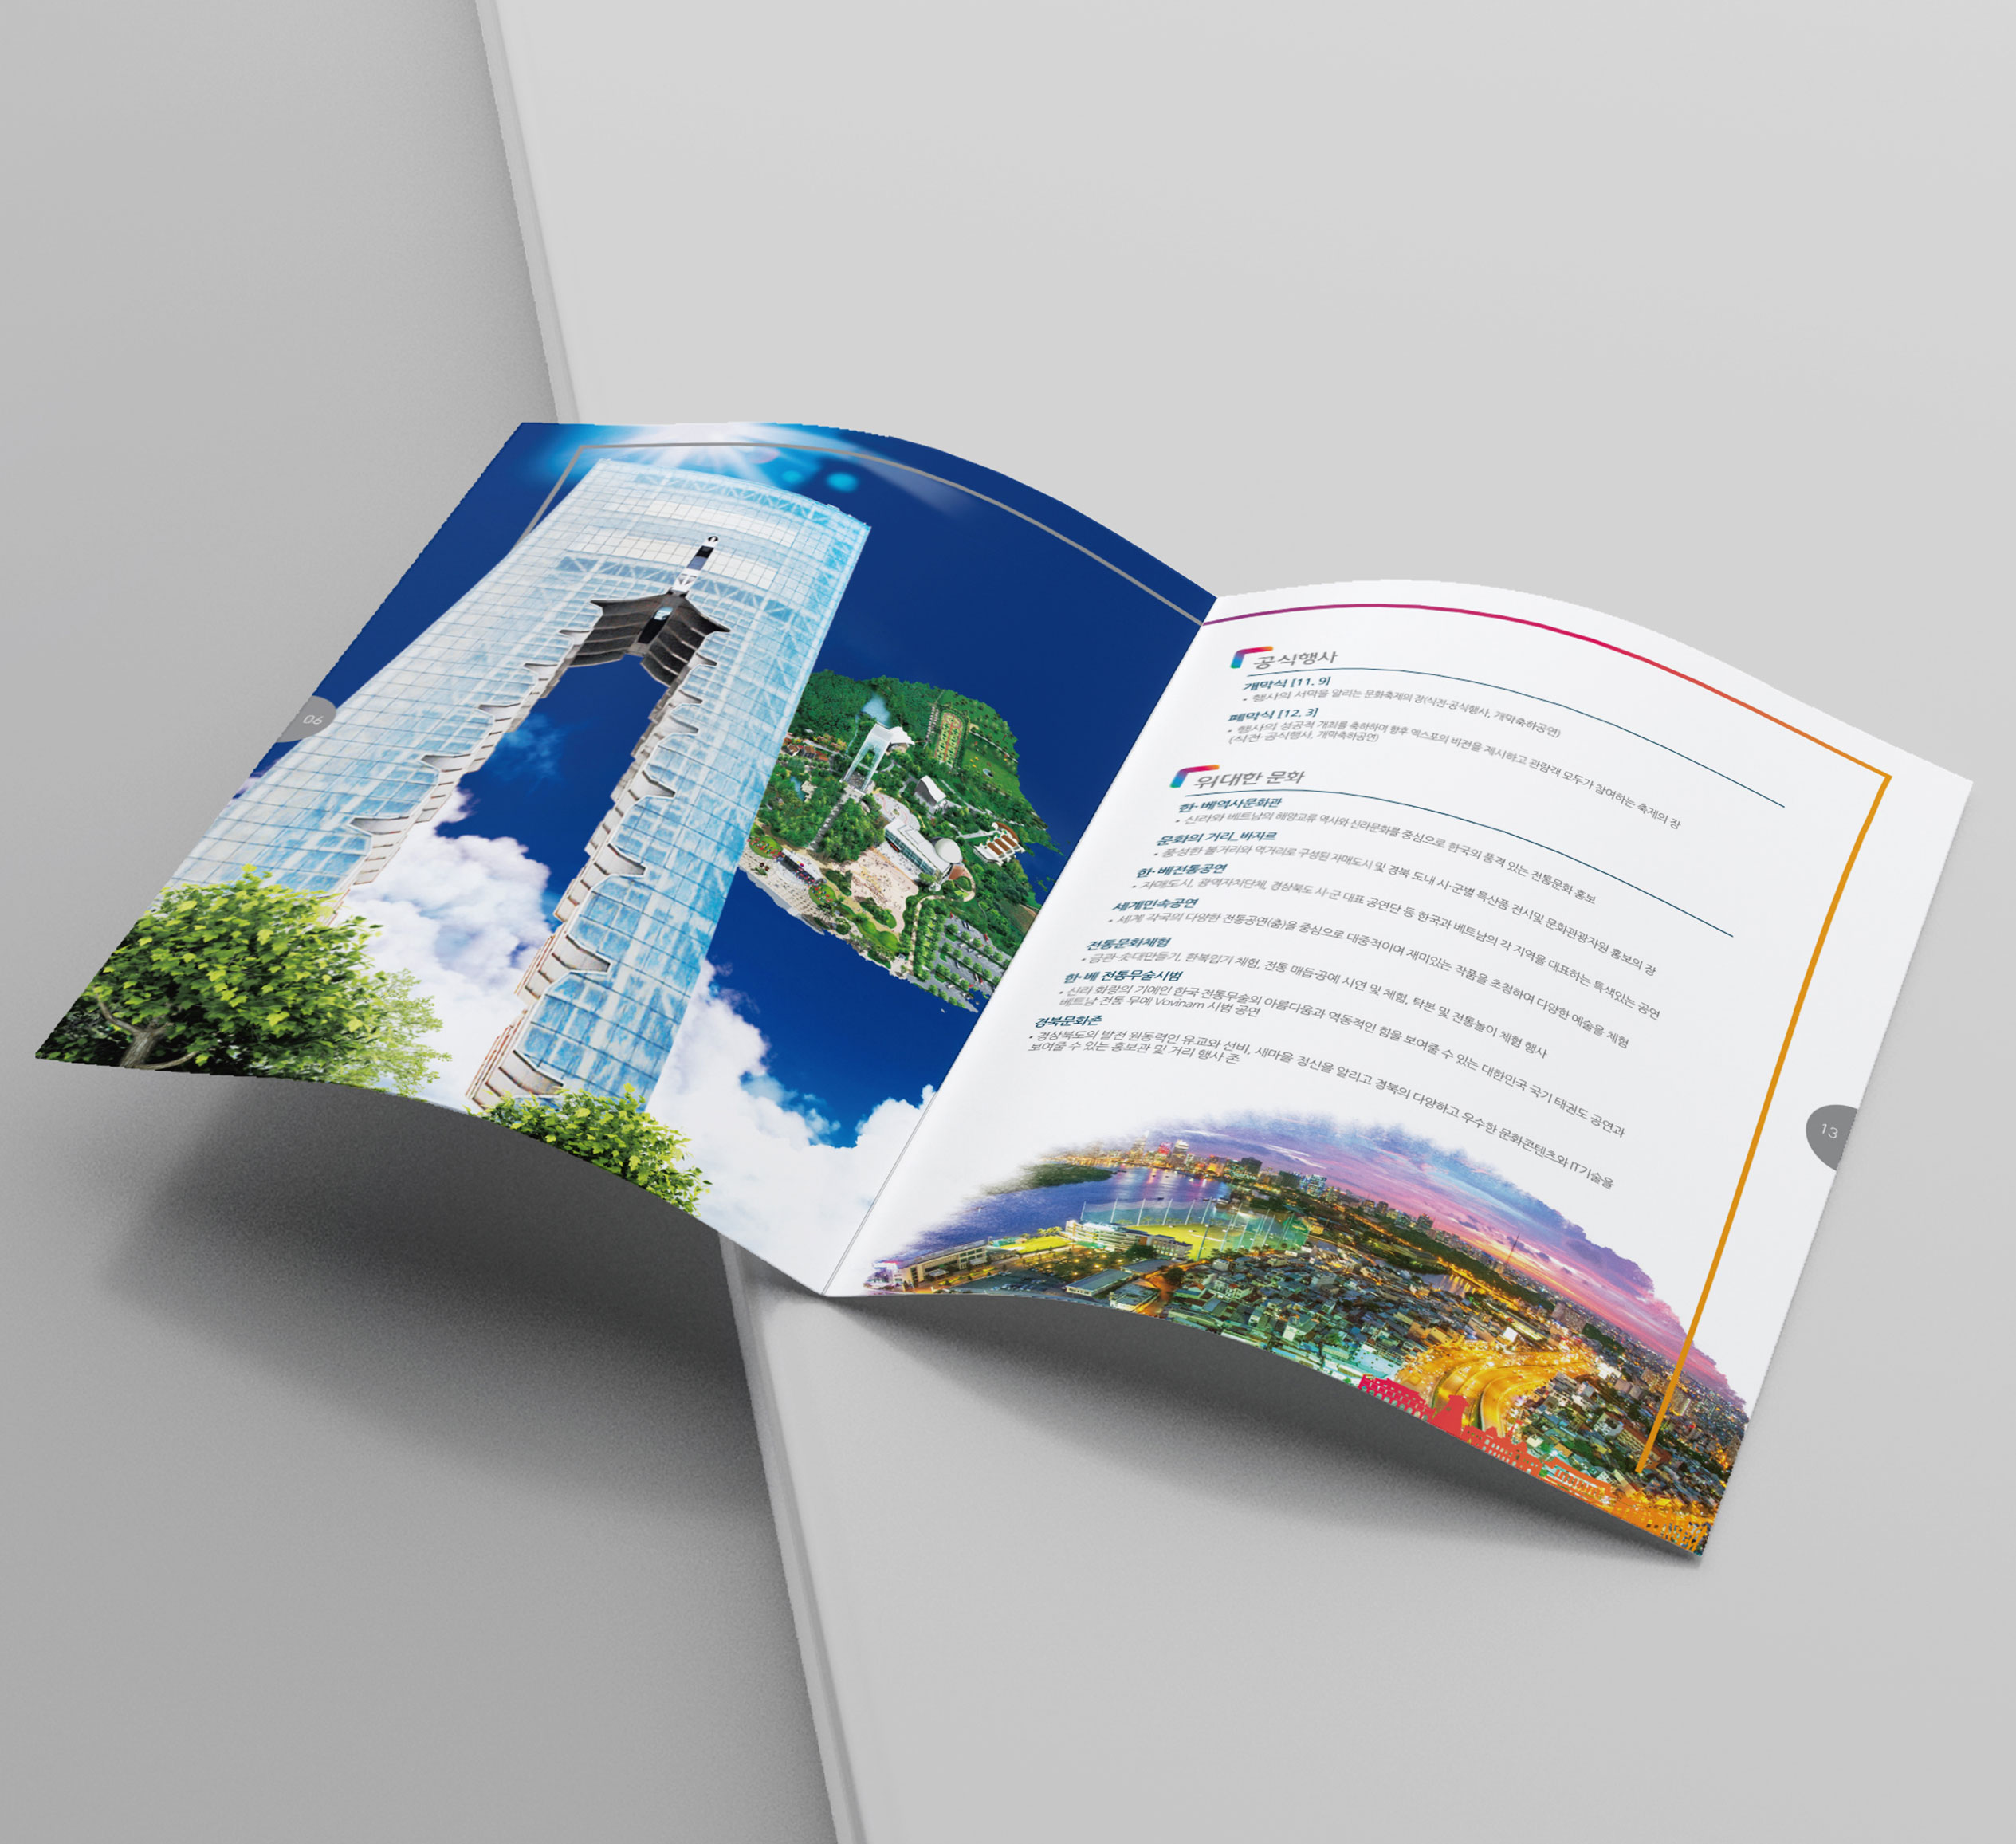 06
공식행사
개막식 [11. 9]
• 행사의 서막을 알리는 문화축제의 장(식전·공식행사, 개막축하공연)
폐막식 [12. 3]
• 행사의 성공적 개최를 축하하며 향후 엑스포의 비전을 제시하고 관람객 모두가 참여하는 축제의 장
(식전·공식행사, 개막축하공연)
위대한 문화
한·베역사문화관
• 신라와 베트남의 해양교류 역사와 신라문화를 중심으로 한국의 품격 있는 전통문화 홍보
문화의 거리_바자르
• 풍성한 볼거리와 먹거리로 구성된 자매도시 및 경북 도내 시·군별 특산품 전시및 문화관광자원 홍보의 장
한·베전통공연
• 자매도시, 광역자치단체, 경상북도 시·군 대표 공연단 등 한국과 베트남의 각 지역을 대표하는 특색있는 공연
세계민속공연
• 세계 각국의 다양한 전통공연(춤)을 중심으로 대중적이며 재미있는 작품을 초청하여 다양한 예술을 체험
전통문화체험
• 금관·솟대만들기, 한복입기 체험, 전통 매듭공예 시연 및 체험, 탁본 및 전통놀이 체험 행사
한·베 전통무술시범
• 신라 화랑의 기예인 한국 전통무술의 아름다움과 역동적인 힘을 보여줄 수 있는 대한민국 국기 태권도 공연과
베트남 전통 무예 Vovinam 시범 공연
경북문화존
• 경상북도의 발전 원동력인 유교와 선비, 새마을 정신을 알리고 경북의 다양하고 우수한 문화콘텐츠와 IT기술을
보여줄 수 있는 홍보관 및 거리 행사 존
13